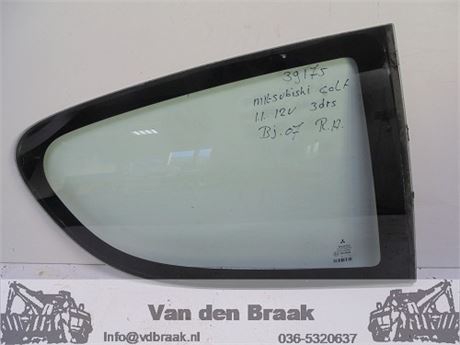 39175
mitsubishi colt
1.1 12v 3drs
Bj. 07 R.A.
Van den Braak
Info@vdbraak.nl
036-5320637